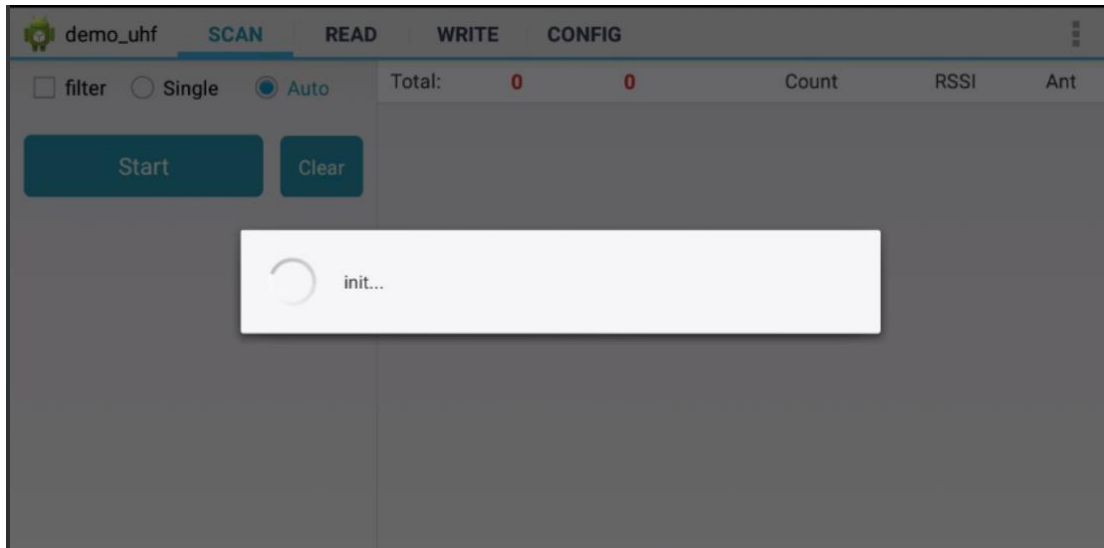 demo_uhf SCAN READ WRITE CONFIG
filter Single Auto Total: 0 0 Count RSSI Ant
Start Clear
init...